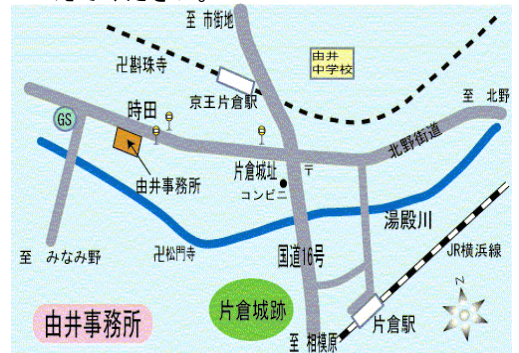 至 市街地
卍斟珠寺
由井
中学校
京王片倉駅
至 北野
時田
GS
北野街道
片倉城址
〒
由井事務所
コンビニ
湯殿川
至 みなみ野
卍松門寺
国道16号
JR横浜線
N
片倉城跡
由井事務所
片倉駅
至 相模原